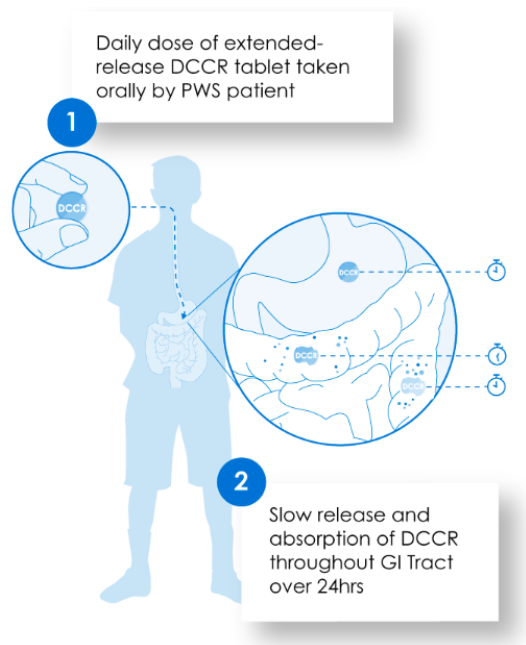 Daily dose of extended-
release DCCR tablet taken
orally by PWS patient
1
DCCR
DCCR
DCCR
DCCR
2
Slow release and
absorption of DCCR
throughout GI Tract
over 24hrs